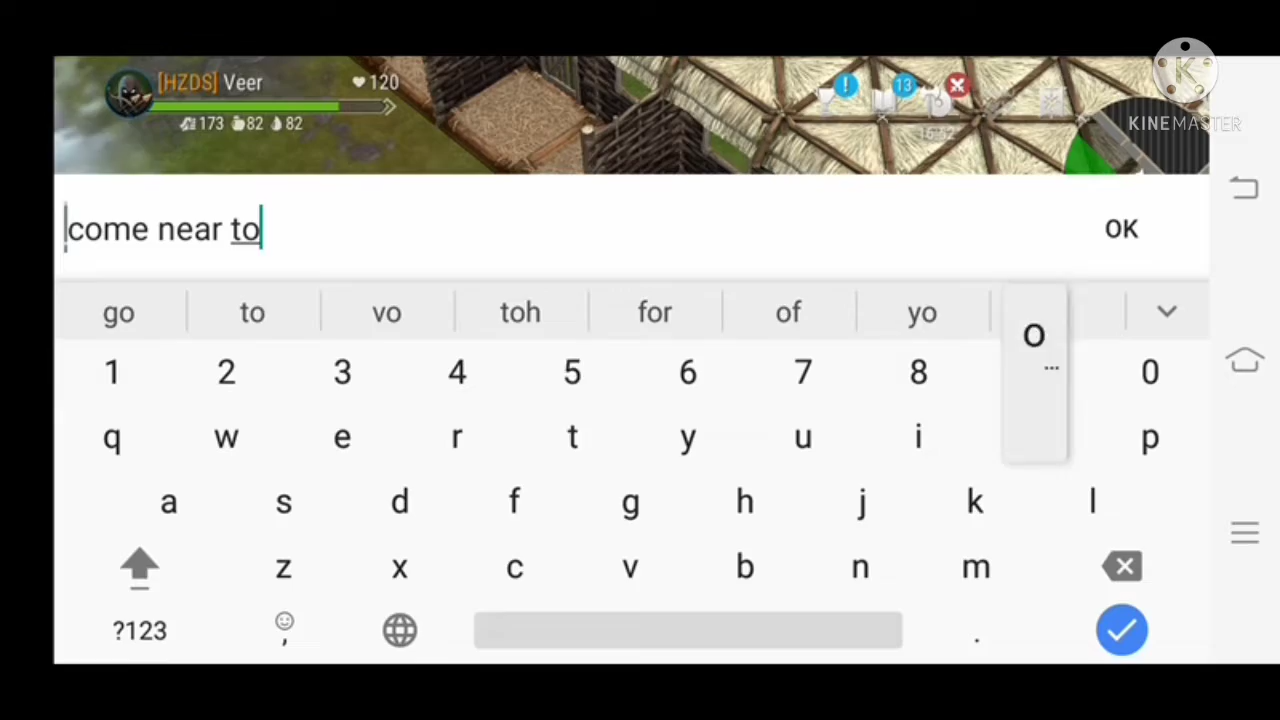 [HZDS] Veer 120
! 13
173 82 82
K
KINEMASTER
come near to OK
go to vo toh for of yo
o
...
1 2 3 4 5 6 7 8 0
q w e r t y u i p
a s d f g h j k l
z x c v b n m
?123 , .